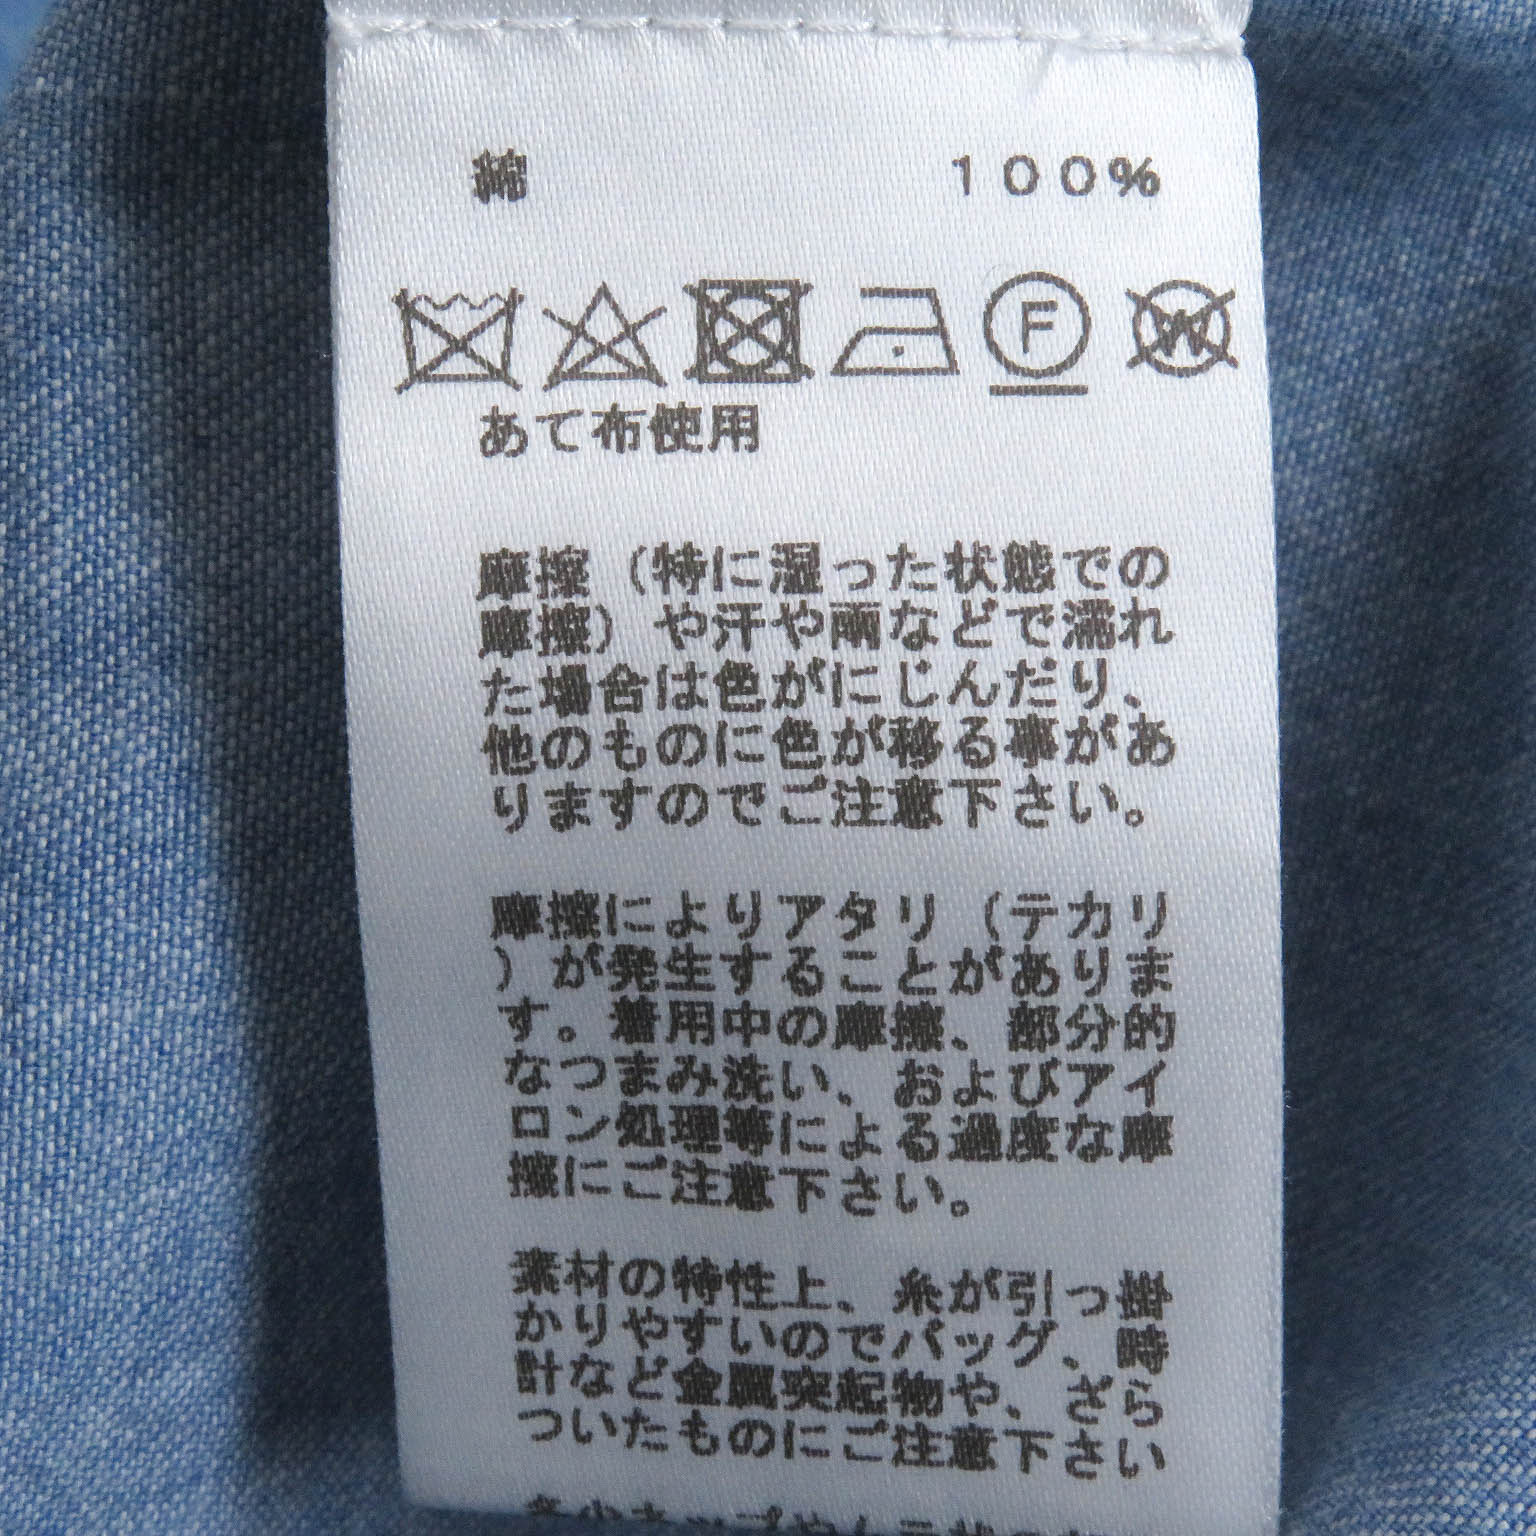 綿 100%
F W
あて布使用
摩擦（特に湿った状態での
摩擦）や汗や雨などで濡れ
た場合は色がにじんだり、
他のものに色が移る事があ
りますのでご注意下さい。
摩擦によりアタリ（テカリ
）が発生することがありま
す。着用中の摩擦、部分的
なつまみ洗い、およびアイ
ロン処理等による過度な摩
擦にご注意下さい。
素材の特性上、糸が引っ掛
かりやすいのでバッグ、時
計など金属突起物や、ざら
ついたものにご注意下さい